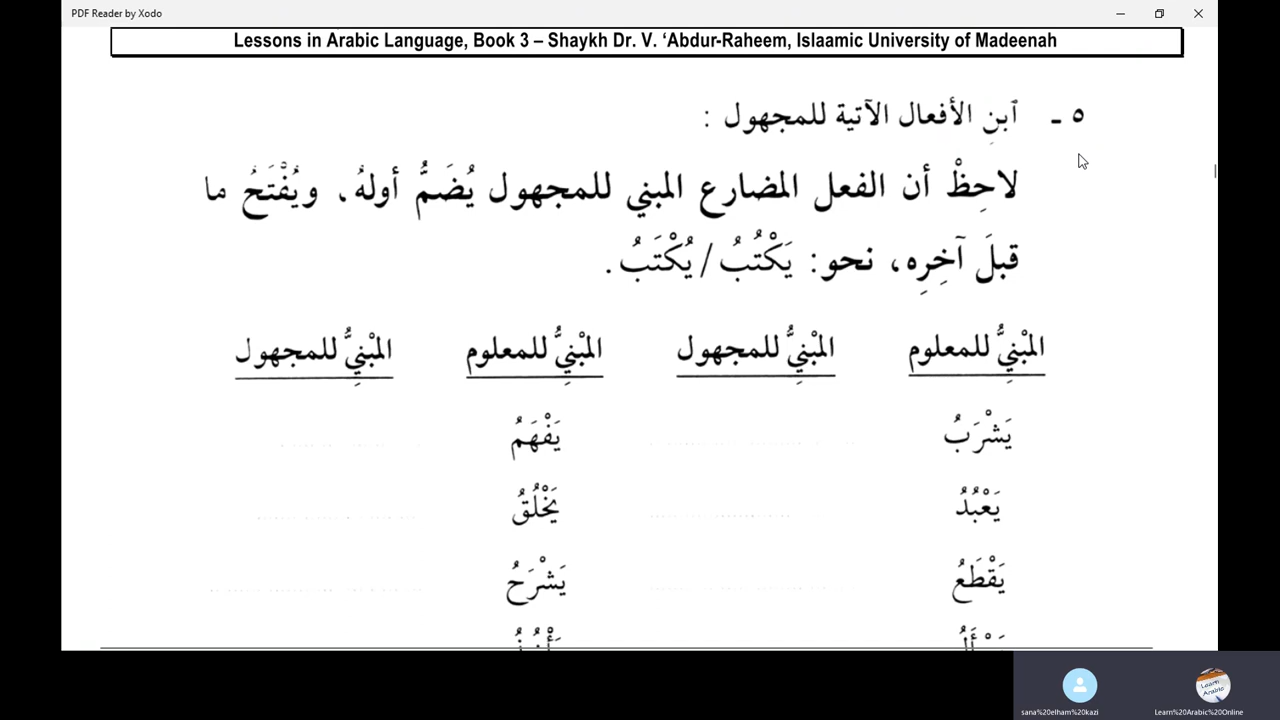 PDF Reader by Xodo
Lessons in Arabic Language, Book 3 – Shaykh Dr. V. ‘Abdur-Raheem, Islaamic University of Madeenah
٥ ـ ٱبنِ الأفعال الآتية للمجهول :
لاحِظْ أن الفعل المضارع المبني للمجهول يُضَمُّ أولهُ، ويُفْتَحُ ما
قبلَ آخِرِه، نحو: يَكْتُبُ/يُكْتَبُ.
المبْنِيُّ للمعلوم المبْنِيُّ للمجهول المبْنِيُّ للمعلوم المبْنِيُّ للمجهول
يَشْرَبُ يَفْهَمُ
يَعْبُدُ يَخْلُقُ
يَقْطَعُ يَشْرَحُ
sana%20elham%20kazi Learn%20Arabic%20Online
Learn Arabic